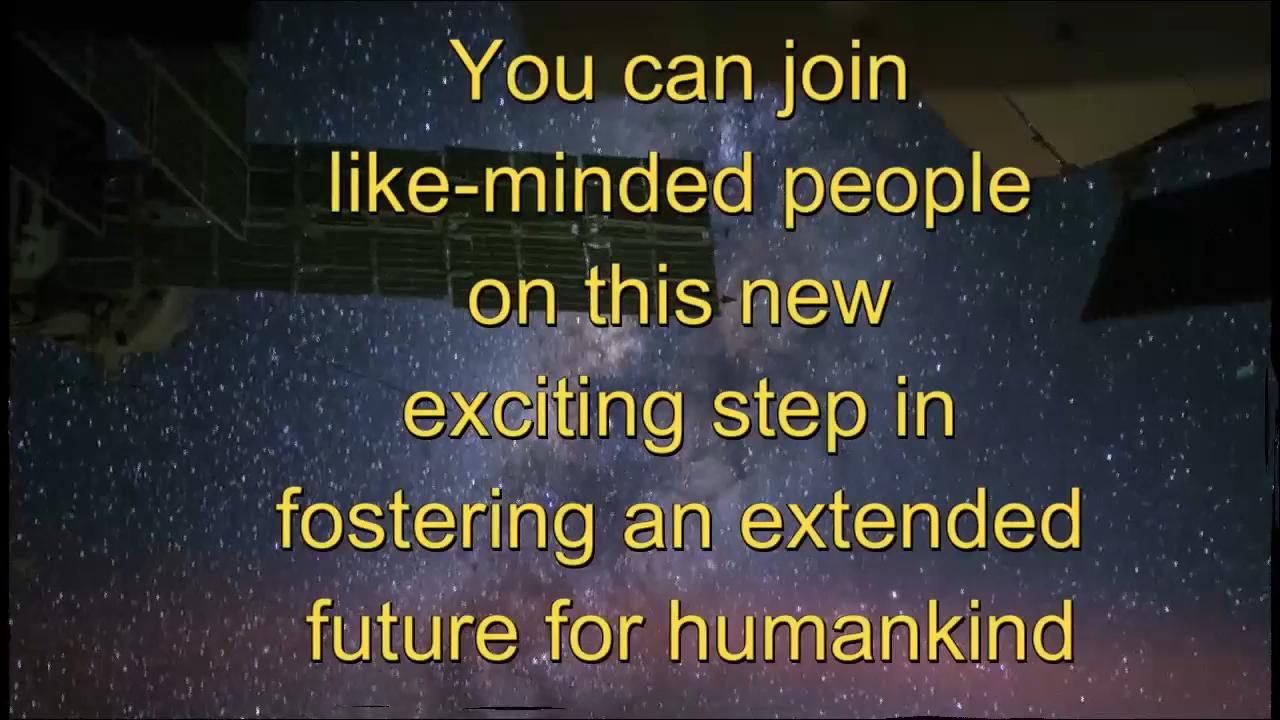 You can join
like-minded people
on this new
exciting step in
fostering an extended
future for humankind